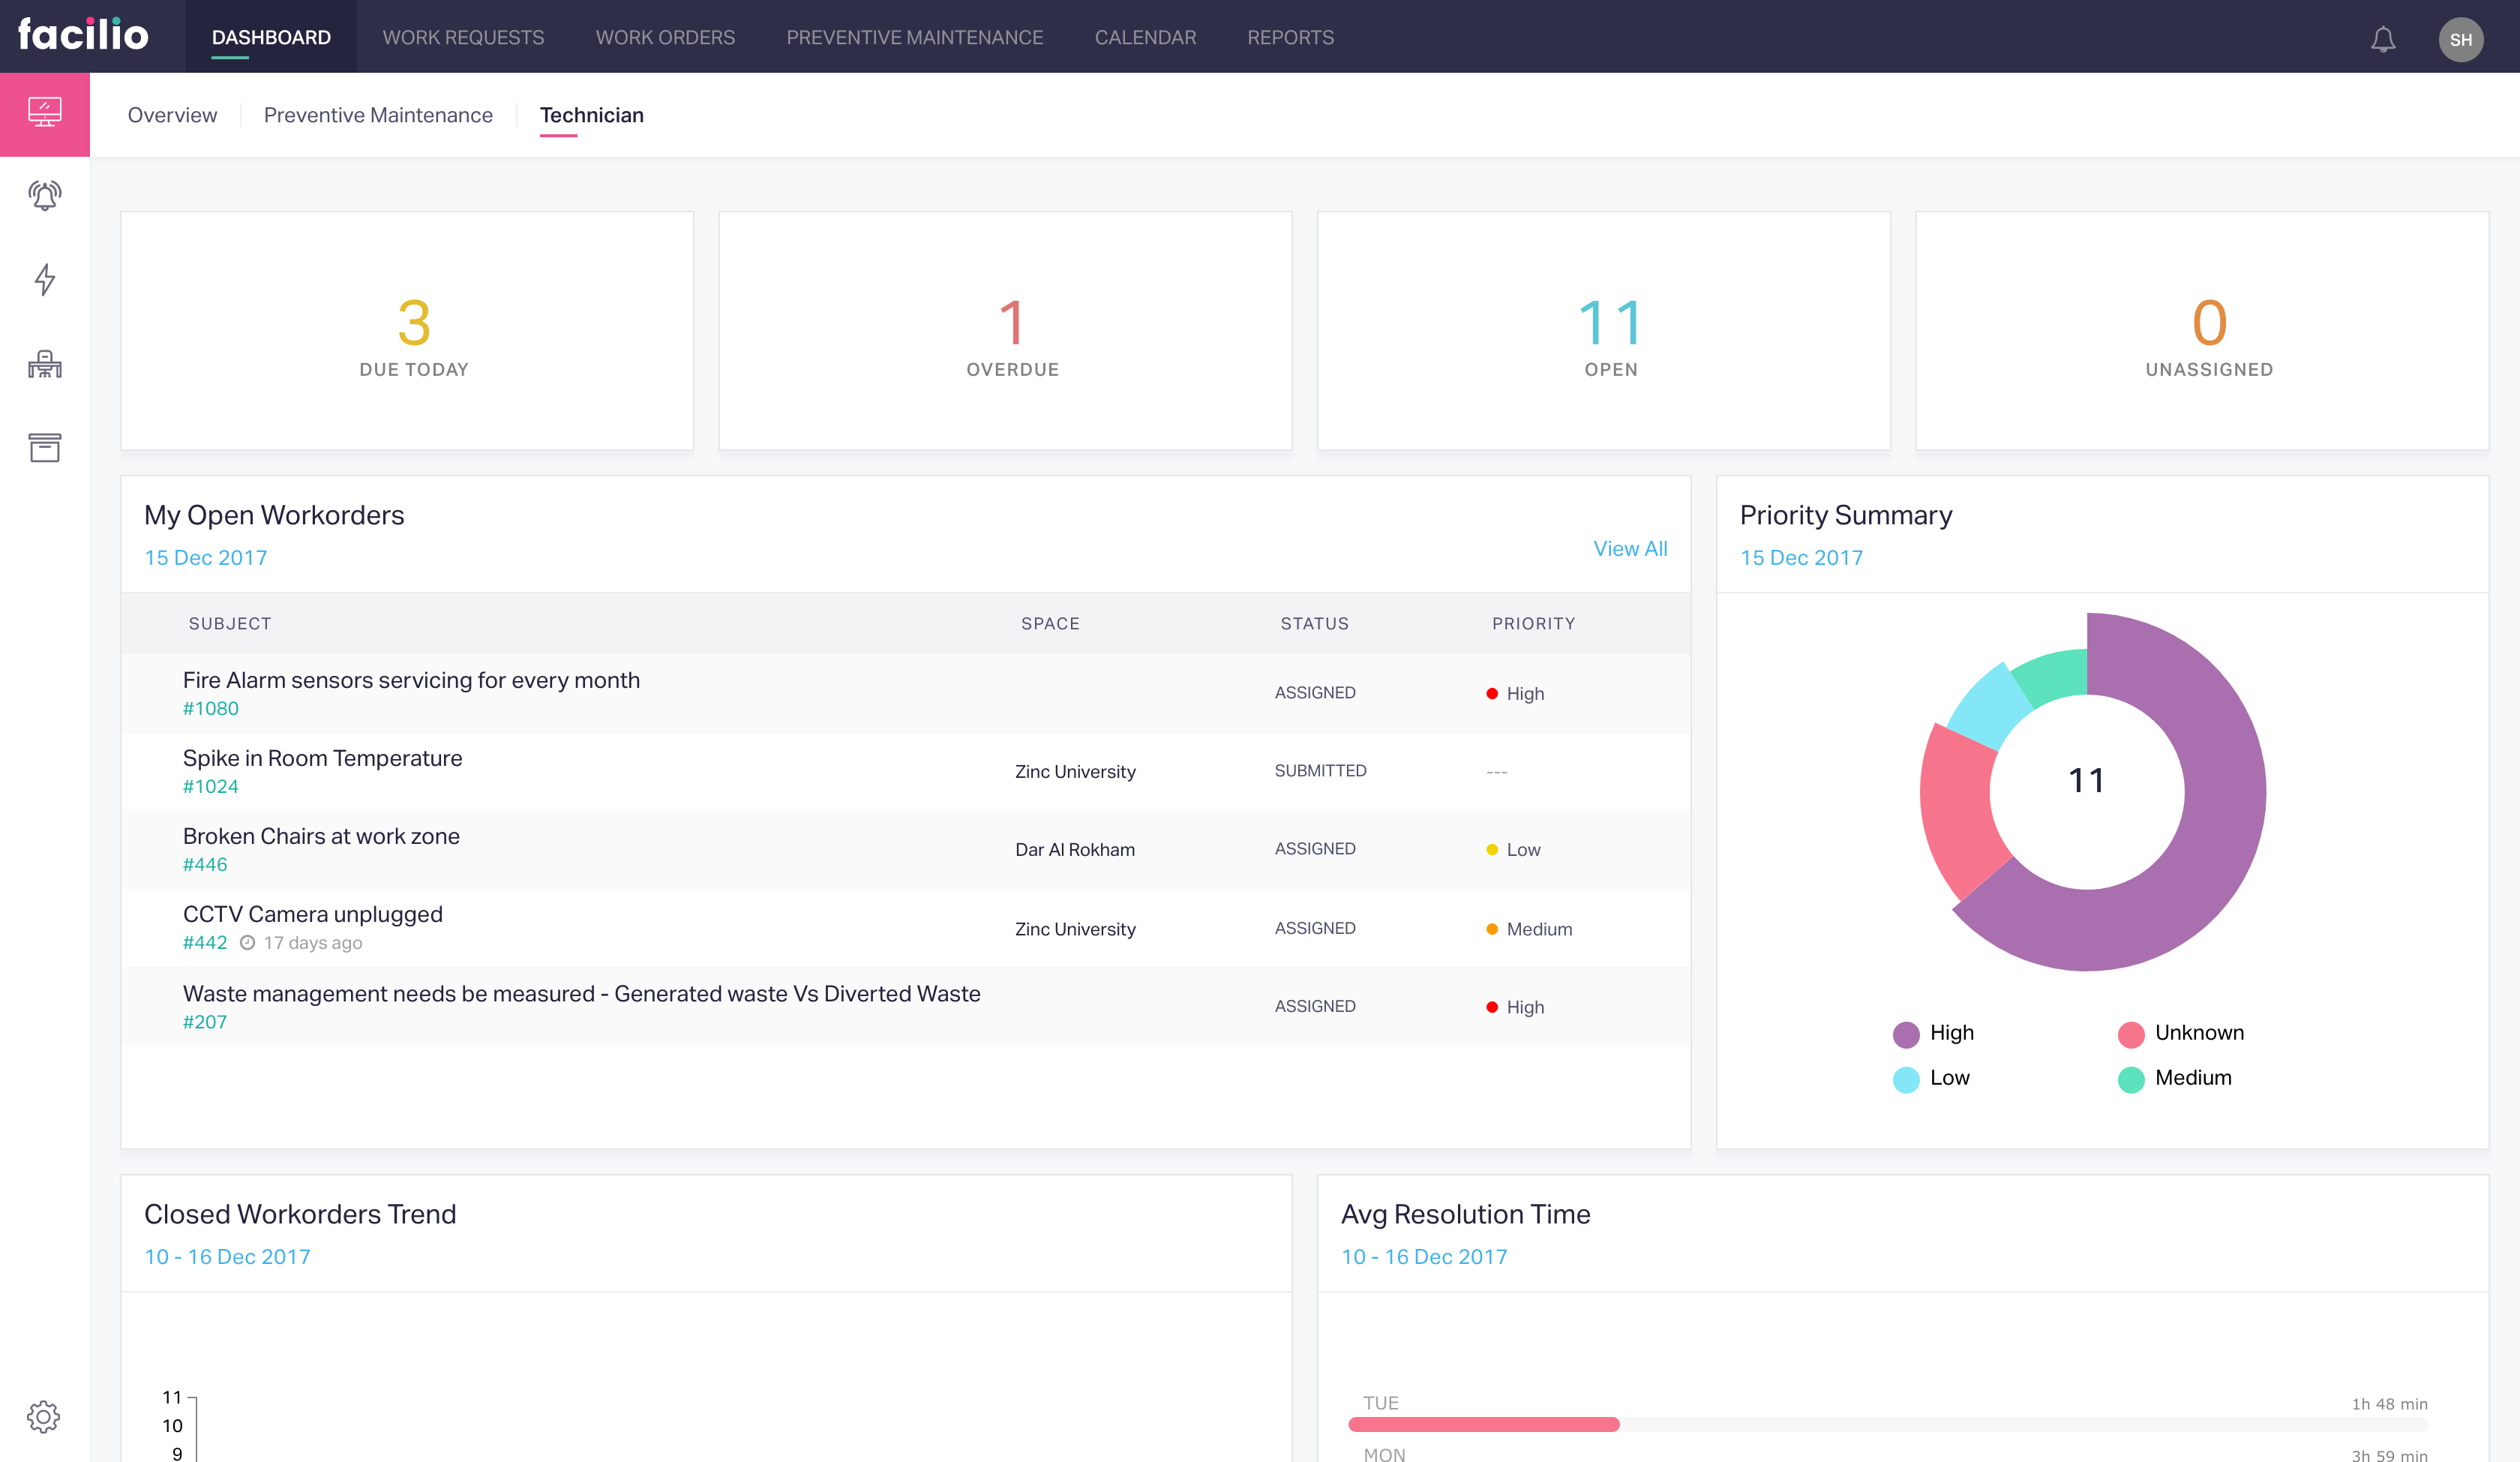 facilio
DASHBOARD WORK REQUESTS WORK ORDERS PREVENTIVE MAINTENANCE CALENDAR REPORTS SH
Overview Preventive Maintenance Technician
3
DUE TODAY
1
OVERDUE
11
OPEN
0
UNASSIGNED
My Open Workorders
15 Dec 2017
View All
SUBJECT SPACE STATUS PRIORITY
Fire Alarm sensors servicing for every month
#1080
ASSIGNED High
Spike in Room Temperature
#1024
Zinc University SUBMITTED ---
Broken Chairs at work zone
#446
Dar Al Rokham ASSIGNED Low
CCTV Camera unplugged
#442 17 days ago
Zinc University ASSIGNED Medium
Waste management needs be measured - Generated waste Vs Diverted Waste
#207
ASSIGNED High
Priority Summary
15 Dec 2017
11
High Unknown
Low Medium
Closed Workorders Trend
10 - 16 Dec 2017
11
10
9
Avg Resolution Time
10 - 16 Dec 2017
TUE 1h 48 min
MON 3h 59 min